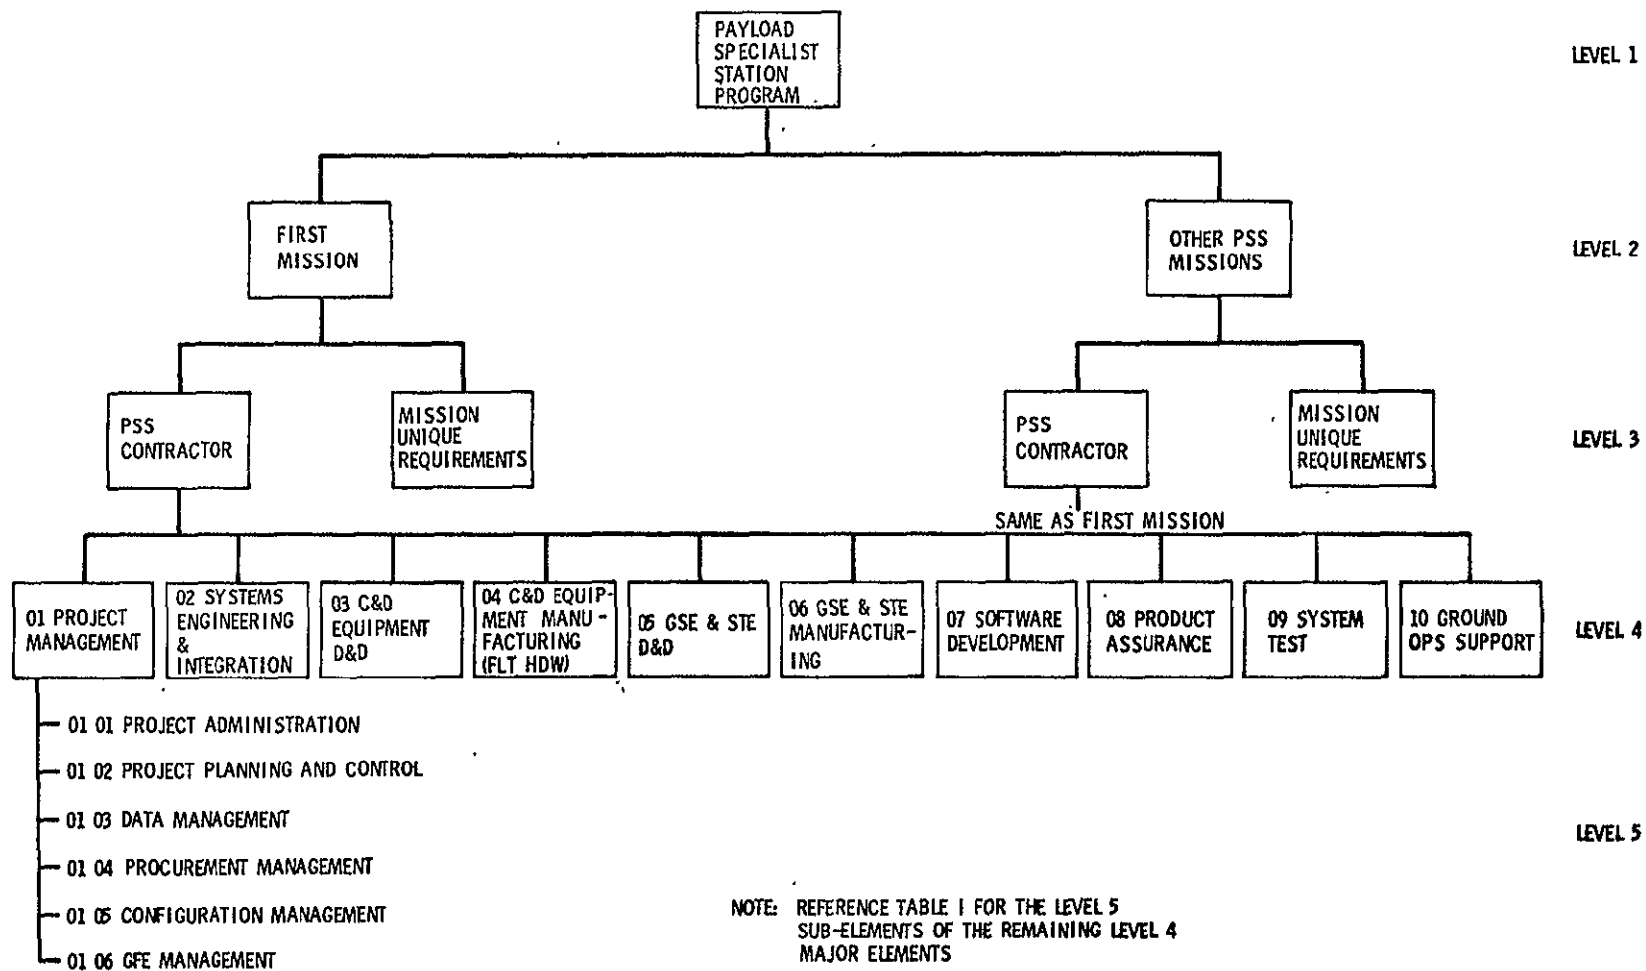 PAYLOAD
SPECIALIST
STATION
PROGRAM
LEVEL 1
FIRST
MISSION
OTHER PSS
MISSIONS
LEVEL 2
PSS
CONTRACTOR
MISSION
UNIQUE
REQUIREMENTS
PSS
CONTRACTOR
MISSION
UNIQUE
REQUIREMENTS
LEVEL 3
SAME AS FIRST MISSION
01 PROJECT
MANAGEMENT
02 SYSTEMS
ENGINEERING
&
INTEGRATION
03 C&D
EQUIPMENT
D&D
04 C&D EQUIP-
MENT MANU-
FACTURING
(FLT HDW)
05 GSE & STE
D&D
06 GSE & STE
MANUFACTUR-
ING
07 SOFTWARE
DEVELOPMENT
08 PRODUCT
ASSURANCE
09 SYSTEM
TEST
10 GROUND
OPS SUPPORT
LEVEL 4
01 01 PROJECT ADMINISTRATION
01 02 PROJECT PLANNING AND CONTROL
01 03 DATA MANAGEMENT
01 04 PROCUREMENT MANAGEMENT
01 05 CONFIGURATION MANAGEMENT
01 06 GFE MANAGEMENT
LEVEL 5
NOTE: REFERENCE TABLE I FOR THE LEVEL 5
SUB-ELEMENTS OF THE REMAINING LEVEL 4
MAJOR ELEMENTS